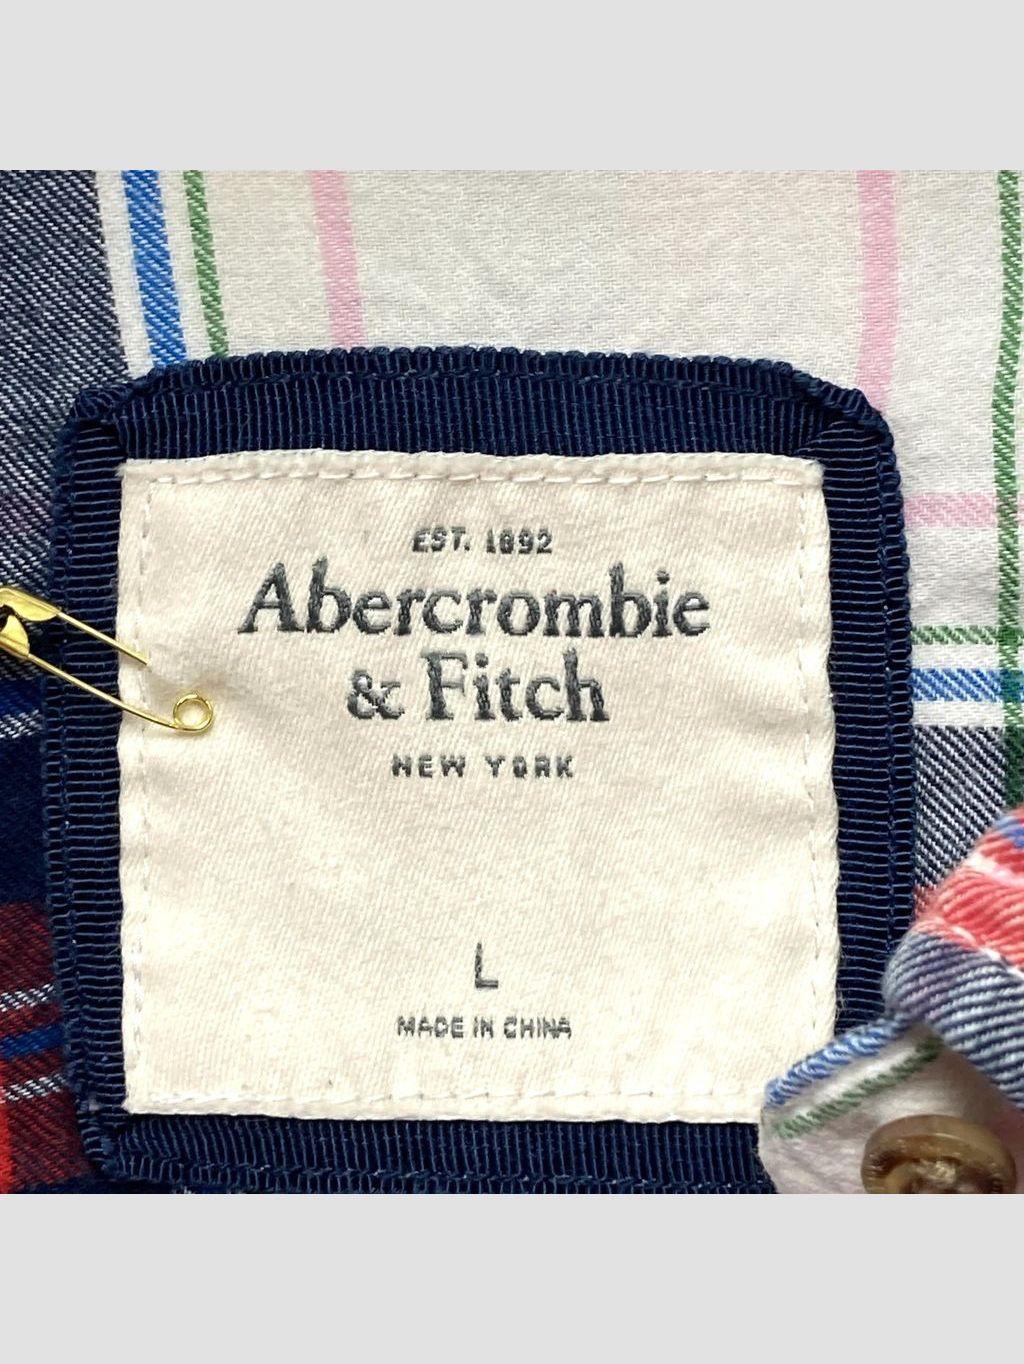 EST. 1892
Abercrombie
& Fitch
NEW YORK
L
MADE IN CHINA